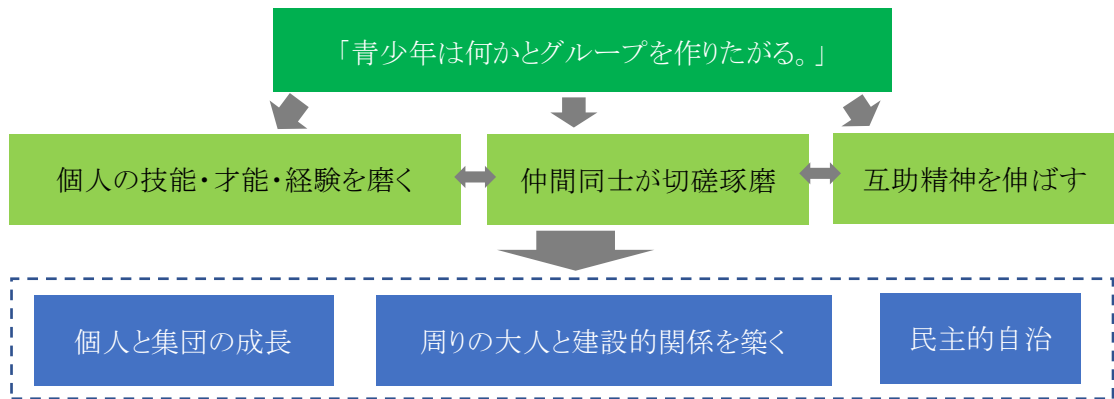 「青少年は何かとグループを作りたがる。」
個人の技能・才能・経験を磨く
仲間同士が切磋琢磨
互助精神を伸ばす
個人と集団の成長
周りの大人と建設的関係を築く
民主的自治